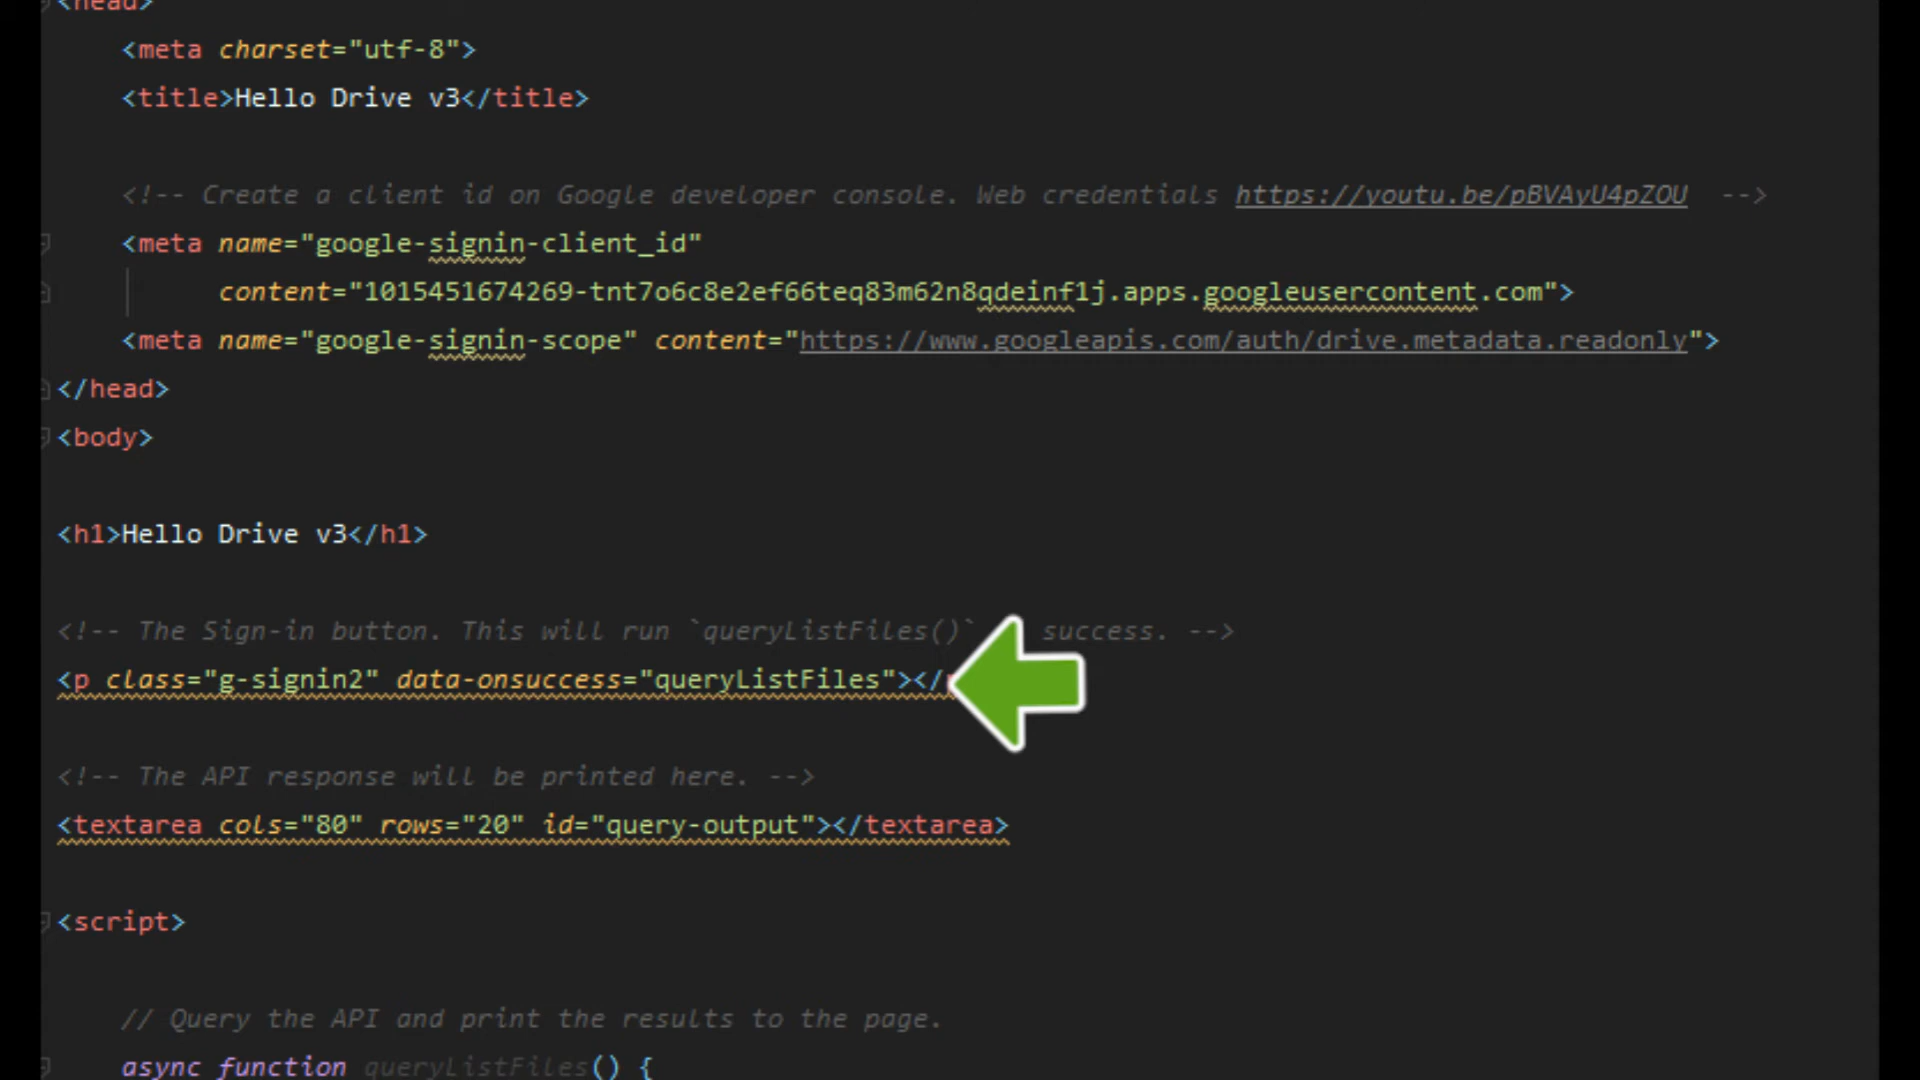 <head>
<meta charset="utf-8">
<title>Hello Drive v3</title>
<!-- Create a client id on Google developer console. Web credentials https://youtu.be/pBVAyU4pZOU -->
<meta name="google-signin-client_id"
content="1015451674269-tnt7o6c8e2ef66teq83m62n8qdeinf1j.apps.googleusercontent.com">
<meta name="google-signin-scope" content="https://www.googleapis.com/auth/drive.metadata.readonly">
</head>
<body>
<h1>Hello Drive v3</h1>
<!-- The Sign-in button. This will run `queryListFiles()` success. -->
<p class="g-signin2" data-onsuccess="queryListFiles"></
<!-- The API response will be printed here. -->
<textarea cols="80" rows="20" id="query-output"></textarea>
<script>
// Query the API and print the results to the page.
async function queryListFiles() {